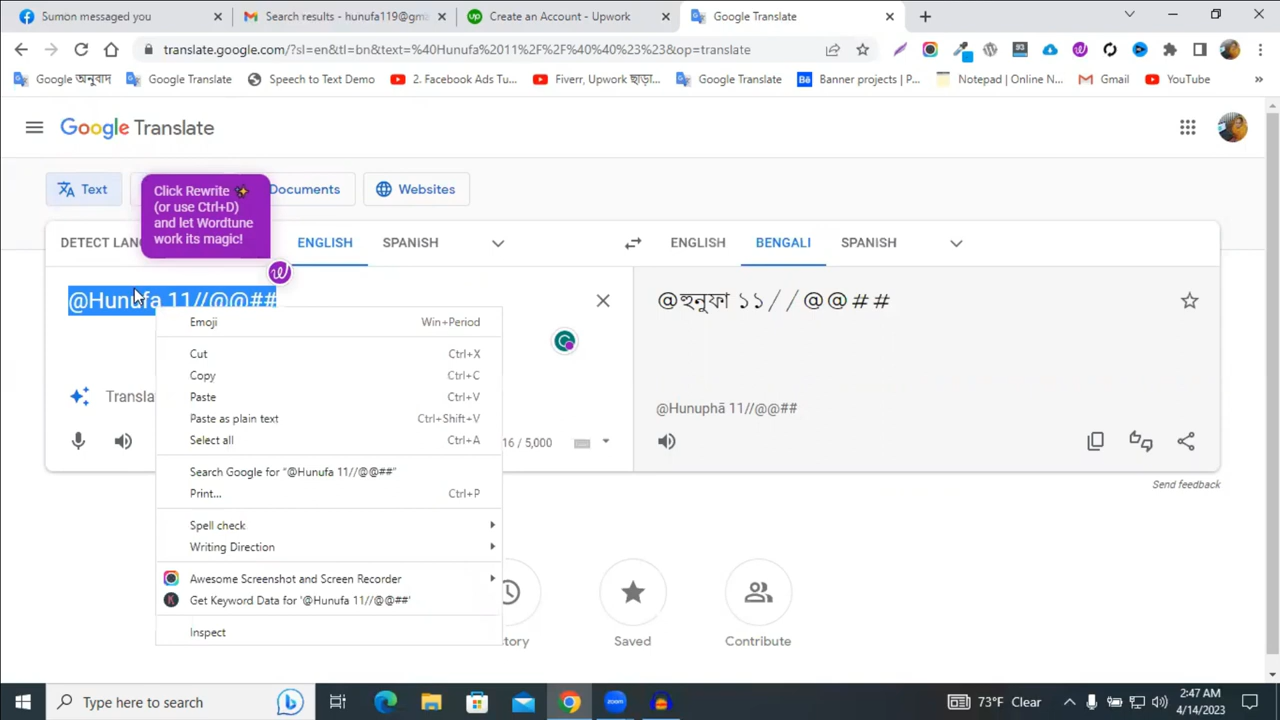 Sumon messaged you
Search results - hunufa119@gma
Create an Account - Upwork
Google Translate
translate.google.com/?sl=en&tl=bn&text=%40Hunufa%2011%2F%2F%40%40%23%23&op=translate
Google অনুবাদ
Google Translate
Speech to Text Demo
2. Facebook Ads Tu...
Fiverr, Upwork ছাড়া...
Google Translate
Banner projects | P...
Notepad | Online N...
Gmail
YouTube
»
Google Translate
Text
Documents
Websites
Click Rewrite
(or use Ctrl+D)
and let Wordtune
work its magic!
DETECT LANG
ENGLISH
SPANISH
ENGLISH
BENGALI
SPANISH
@Hunufa 11//@@##
@হুনুফা ১১//@@##
Emoji Win+Period
Cut Ctrl+X
Copy Ctrl+C
Paste Ctrl+V
Paste as plain text Ctrl+Shift+V
Select all Ctrl+A
Search Google for "@Hunufa 11//@@##"
Print... Ctrl+P
Spell check
Writing Direction
Awesome Screenshot and Screen Recorder
Get Keyword Data for '@Hunufa 11//@@##'
Inspect
Transla
16 / 5,000
@Hunuphā 11//@@##
Send feedback
tory
Saved
Contribute
Type here to search
zoom
73°F Clear
2:47 AM
4/14/2023